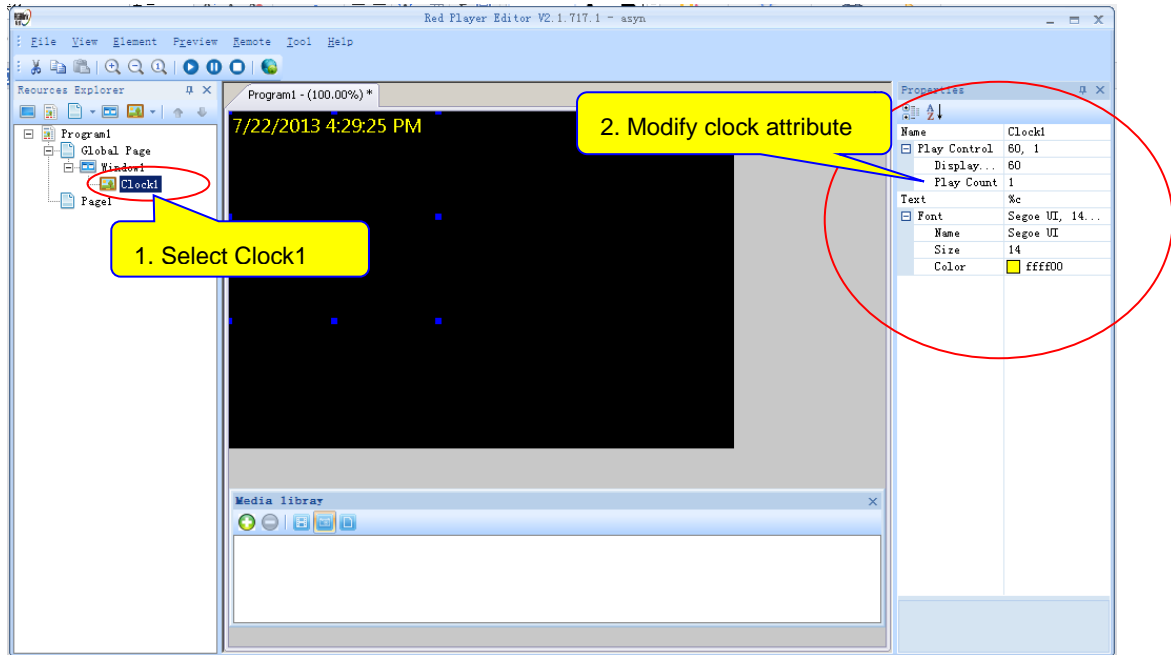 Red Player Editor V2.1.717.1 - asyn
File View Element Preview Remote Tool Help
Reources Explorer
Program1
Global Page
Window1
Clock1
Page1
1. Select Clock1
Program1 - (100.00%) *
7/22/2013 4:29:25 PM
2. Modify clock attribute
Media libray
Properties
Name Clock1
Play Control 60, 1
Display... 60
Play Count 1
Text %c
Font Segoe UI, 14...
Name Segoe UI
Size 14
Color ffff00